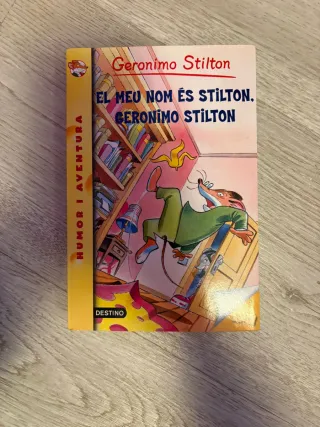 Geronimo Stilton
EL MEU NOM ÉS STILTON,
GERONIMO STILTON
HUMOR I AVENTURA
DESTINO